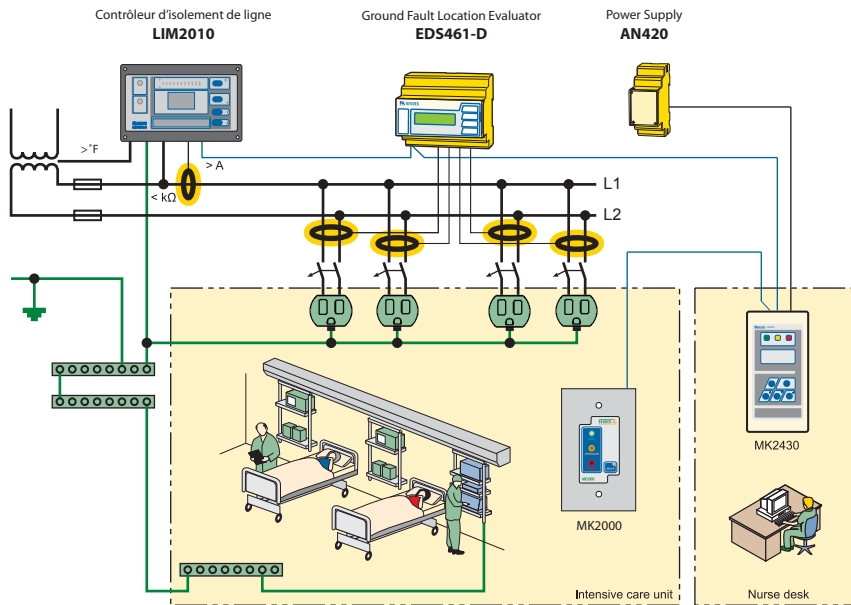 Contrôleur d'isolement de ligne
LIM2010
Ground Fault Location Evaluator
EDS461-D
Power Supply
AN420
BENDER
>°F
> A
< kΩ
L1
L2
MK2430
MK2000
Intensive care unit
Nurse desk